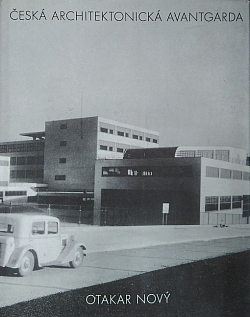 ČESKÁ ARCHITEKTONICKÁ AVANTGARDA
OTAKAR NOVÝ